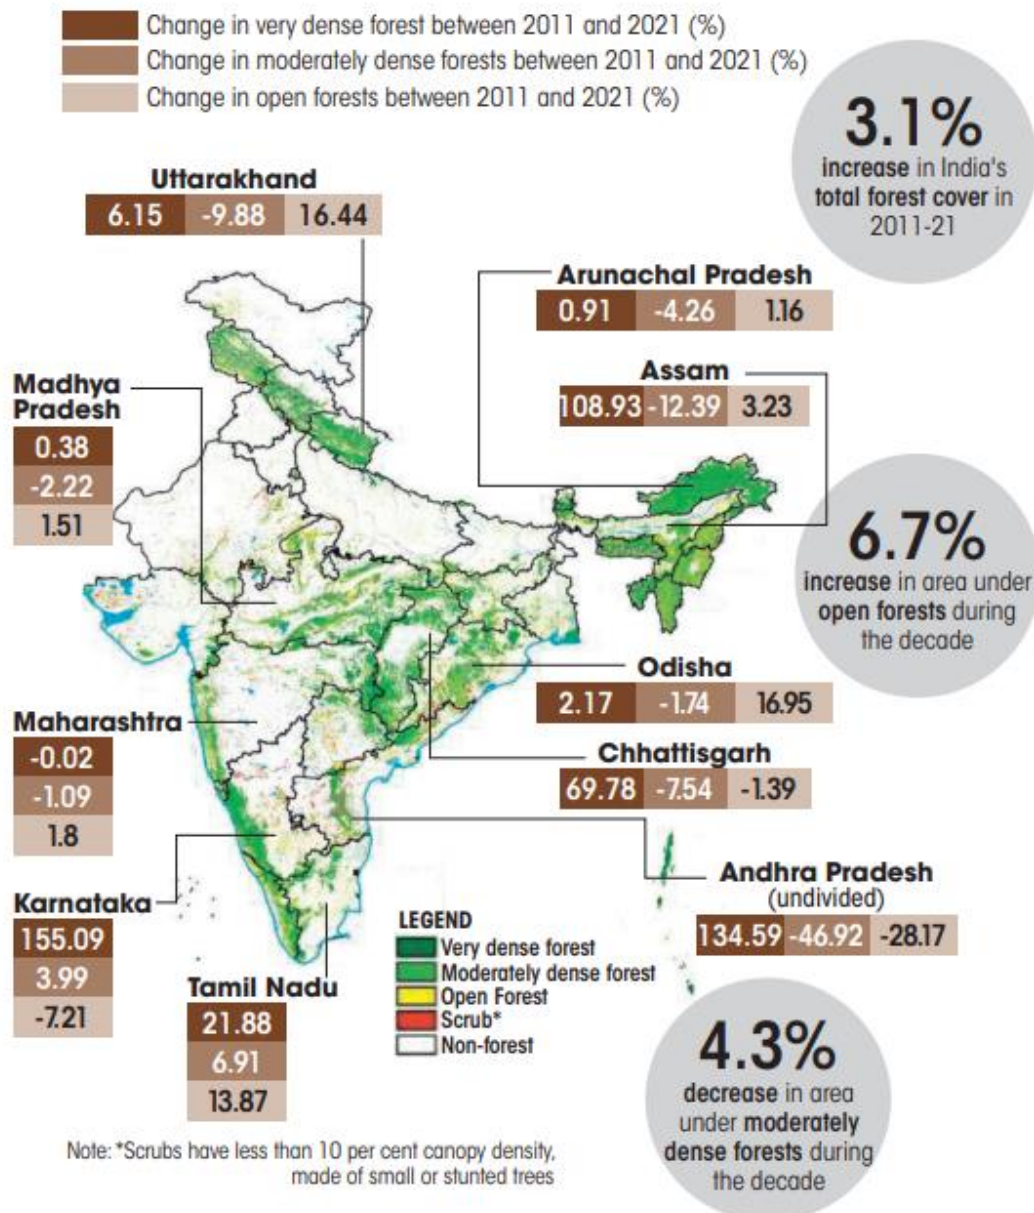 Change in very dense forest between 2011 and 2021 (%)
Change in moderately dense forests between 2011 and 2021 (%)
Change in open forests between 2011 and 2021 (%)
3.1%
increase in India's
total forest cover in
2011-21
Uttarakhand
6.15 -9.88 16.44
Arunachal Pradesh
0.91 -4.26 1.16
Assam
108.93 -12.39 3.23
Madhya
Pradesh
0.38
-2.22
1.51
6.7%
increase in area under
open forests during
the decade
Odisha
2.17 -1.74 16.95
Maharashtra
-0.02
-1.09
1.8
Chhattisgarh
69.78 -7.54 -1.39
Andhra Pradesh
(undivided)
134.59 -46.92 -28.17
Karnataka
155.09
3.99
-7.21
Tamil Nadu
21.88
6.91
13.87
LEGEND
Very dense forest
Moderately dense forest
Open Forest
Scrub*
Non-forest
4.3%
decrease in area
under moderately
dense forests during
the decade
Note: *Scrubs have less than 10 per cent canopy density,
made of small or stunted trees